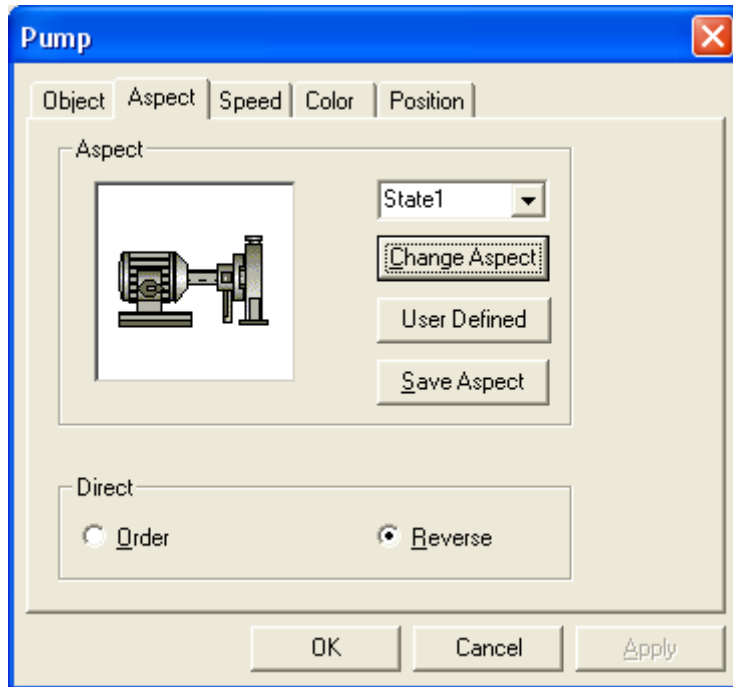 Pump
Object Aspect Speed Color Position
Aspect
State1
Change Aspect
User Defined
Save Aspect
Direct
Order Reverse
OK Cancel Apply